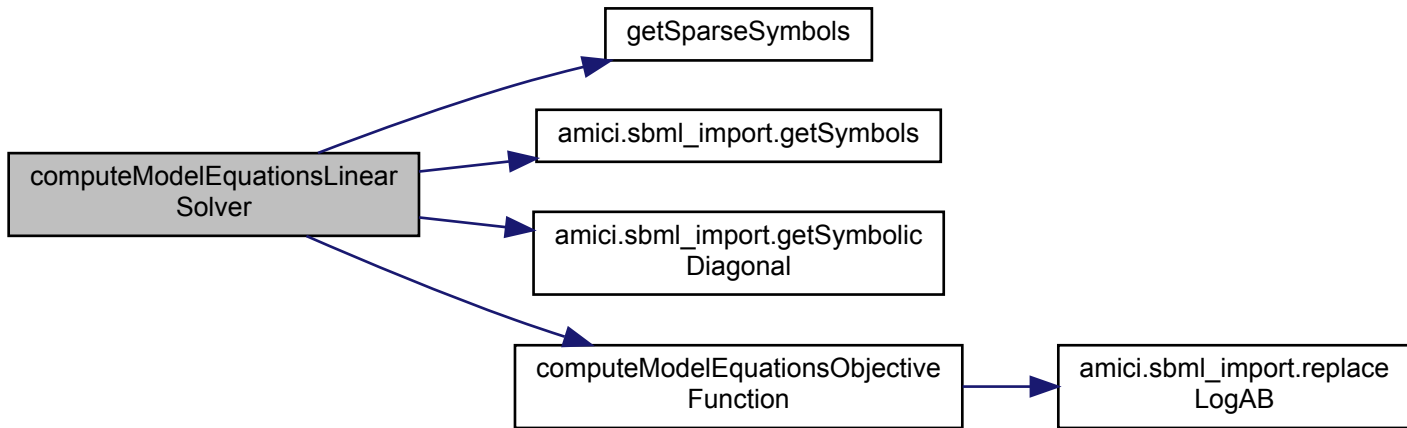 getSparseSymbols
amici.sbml_import.getSymbols
computeModelEquationsLinear
Solver
amici.sbml_import.getSymbolic
Diagonal
computeModelEquationsObjective
Function
amici.sbml_import.replace
LogAB